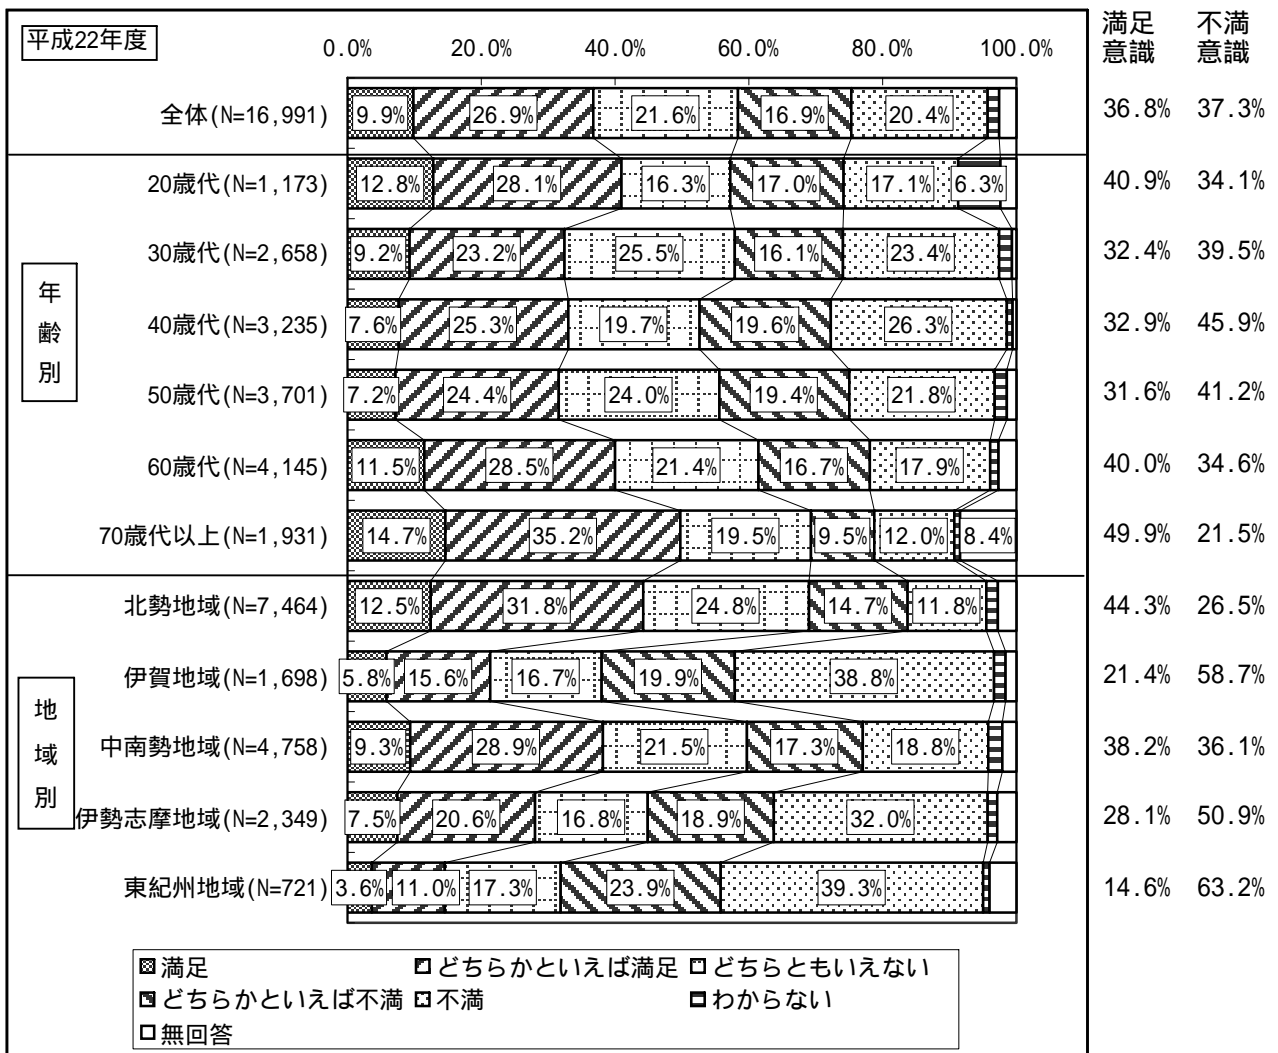 平成22年度
0.0% 20.0% 40.0% 60.0% 80.0% 100.0%
満足意識 不満意識
全体(N=16,991) 9.9% 26.9% 21.6% 16.9% 20.4% 36.8% 37.3%
年齢別
20歳代(N=1,173) 12.8% 28.1% 16.3% 17.0% 17.1% 6.3% 40.9% 34.1%
30歳代(N=2,658) 9.2% 23.2% 25.5% 16.1% 23.4% 32.4% 39.5%
40歳代(N=3,235) 7.6% 25.3% 19.7% 19.6% 26.3% 32.9% 45.9%
50歳代(N=3,701) 7.2% 24.4% 24.0% 19.4% 21.8% 31.6% 41.2%
60歳代(N=4,145) 11.5% 28.5% 21.4% 16.7% 17.9% 40.0% 34.6%
70歳代以上(N=1,931) 14.7% 35.2% 19.5% 9.5% 12.0% 8.4% 49.9% 21.5%
地域別
北勢地域(N=7,464) 12.5% 31.8% 24.8% 14.7% 11.8% 44.3% 26.5%
伊賀地域(N=1,698) 5.8% 15.6% 16.7% 19.9% 38.8% 21.4% 58.7%
中南勢地域(N=4,758) 9.3% 28.9% 21.5% 17.3% 18.8% 38.2% 36.1%
伊勢志摩地域(N=2,349) 7.5% 20.6% 16.8% 18.9% 32.0% 28.1% 50.9%
東紀州地域(N=721) 3.6% 11.0% 17.3% 23.9% 39.3% 14.6% 63.2%
満足 どちらかといえば満足 どちらともいえない
どちらかといえば不満 不満 わからない
無回答